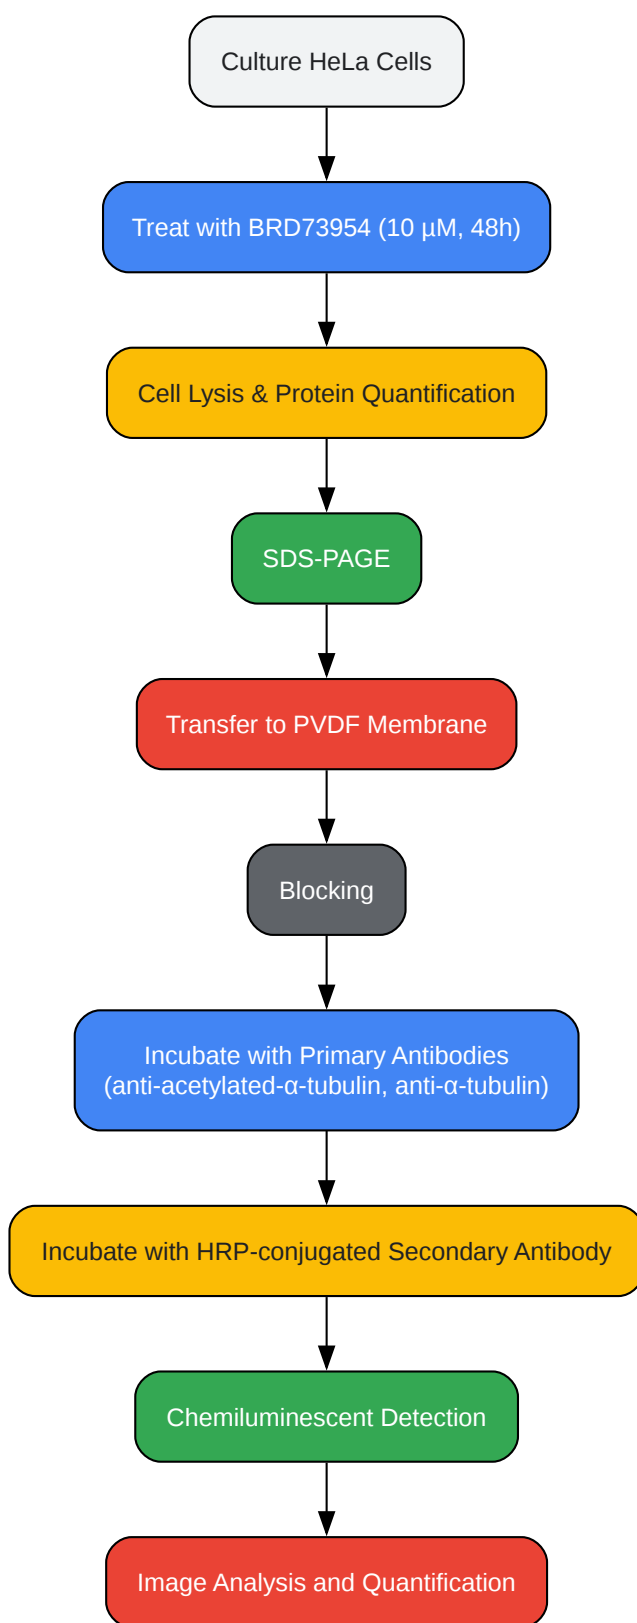 Culture HeLa Cells
Treat with BRD73954 (10 µM, 48h)
Cell Lysis & Protein Quantification
SDS-PAGE
Transfer to PVDF Membrane
Blocking
Incubate with Primary Antibodies
(anti-acetylated-α-tubulin, anti-α-tubulin)
Incubate with HRP-conjugated Secondary Antibody
Chemiluminescent Detection
Image Analysis and Quantification